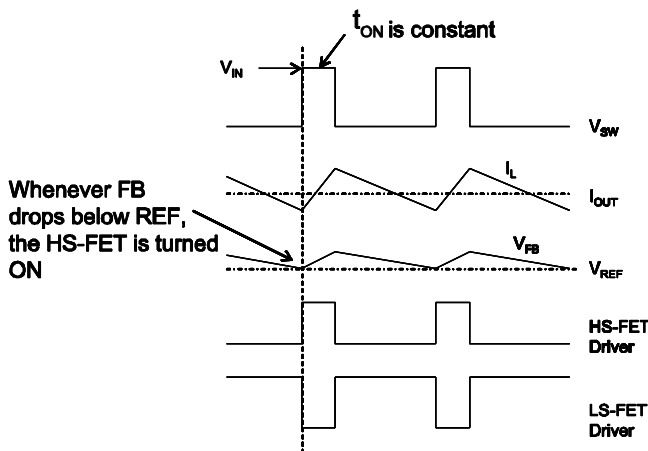 tON is constant
VIN
VSW
IL
Whenever FB
drops below REF,
the HS-FET is turned
ON
IOUT
VFB
VREF
HS-FET
Driver
LS-FET
Driver